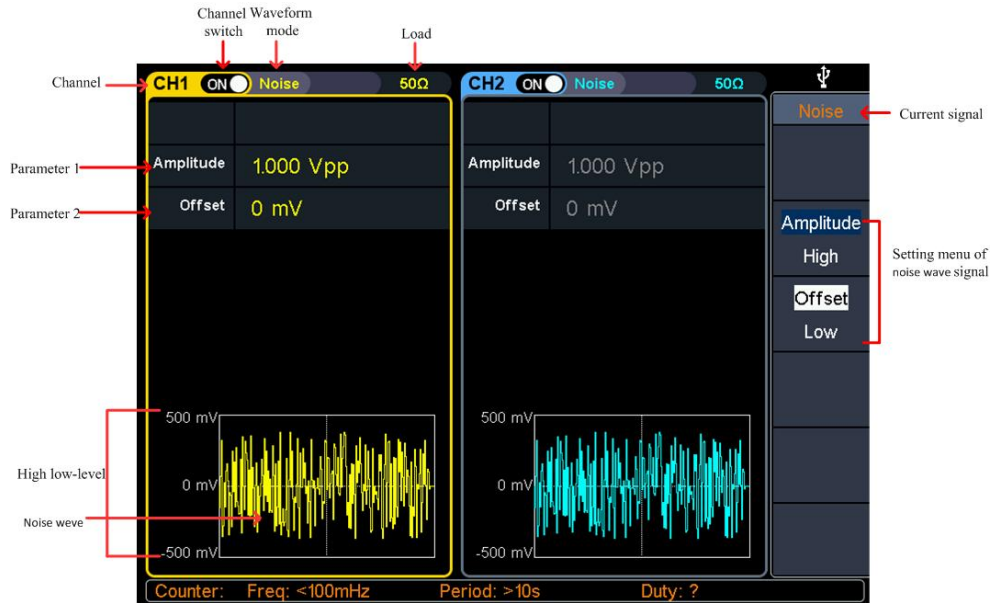 Channel switch
Waveform mode
Load
Channel
CH1 ON Noise 50Ω
CH2 ON Noise 50Ω
Noise
Current signal
Parameter 1
Amplitude 1.000 Vpp
Amplitude 1.000 Vpp
Parameter 2
Offset 0 mV
Offset 0 mV
Amplitude
High
Offset
Low
Setting menu of
noise wave signal
500 mV
0 mV
-500 mV
500 mV
0 mV
-500 mV
High low-level
Noise weve
Counter: Freq: <100mHz Period: >10s Duty: ?